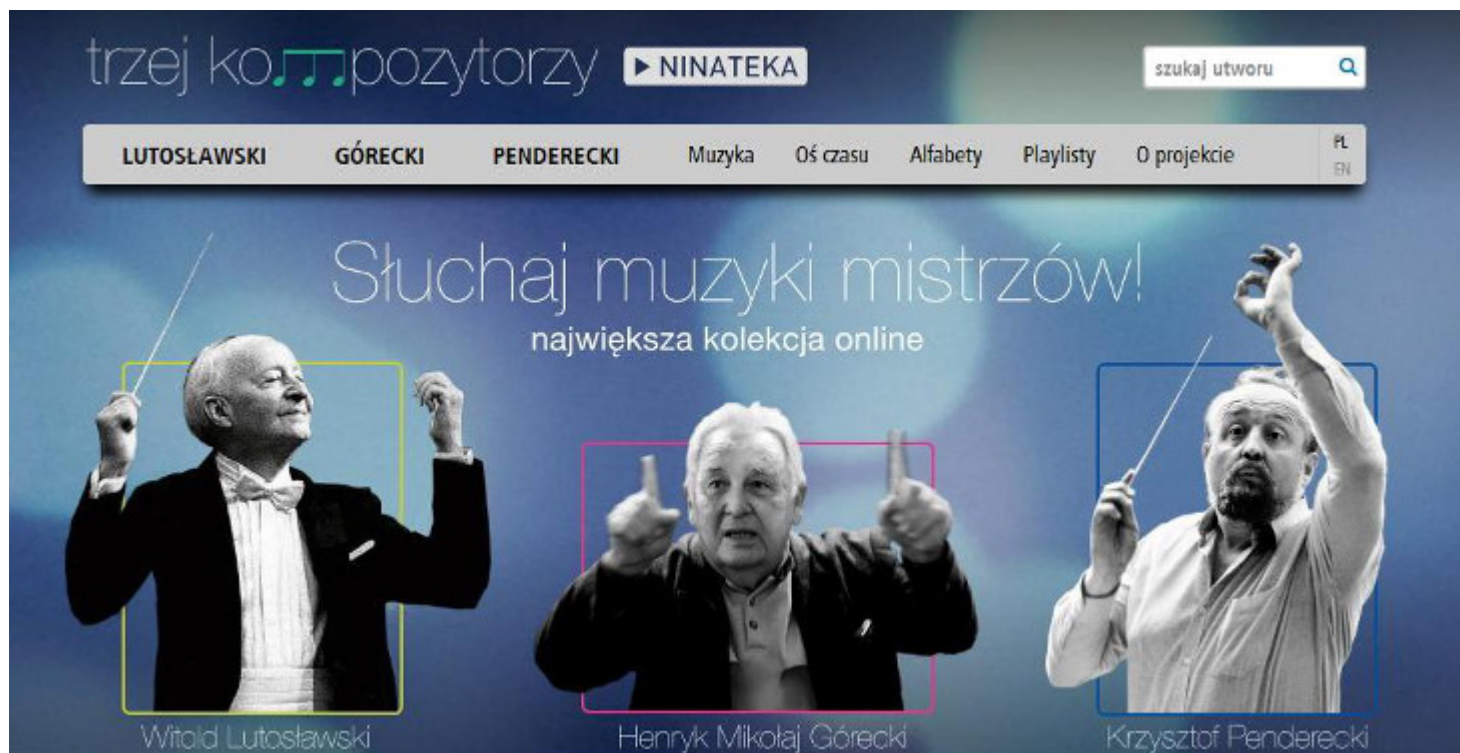 trzej kompozytorzy NINATEKA
szukaj utworu
LUTOSŁAWSKI GÓRECKI PENDERECKI Muzyka Oś czasu Alfabety Playlisty O projekcie PL
EN
Słuchaj muzyki mistrzów!
największa kolekcja online
Witold Lutosławski Henryk Mikołaj Górecki Krzysztof Penderecki